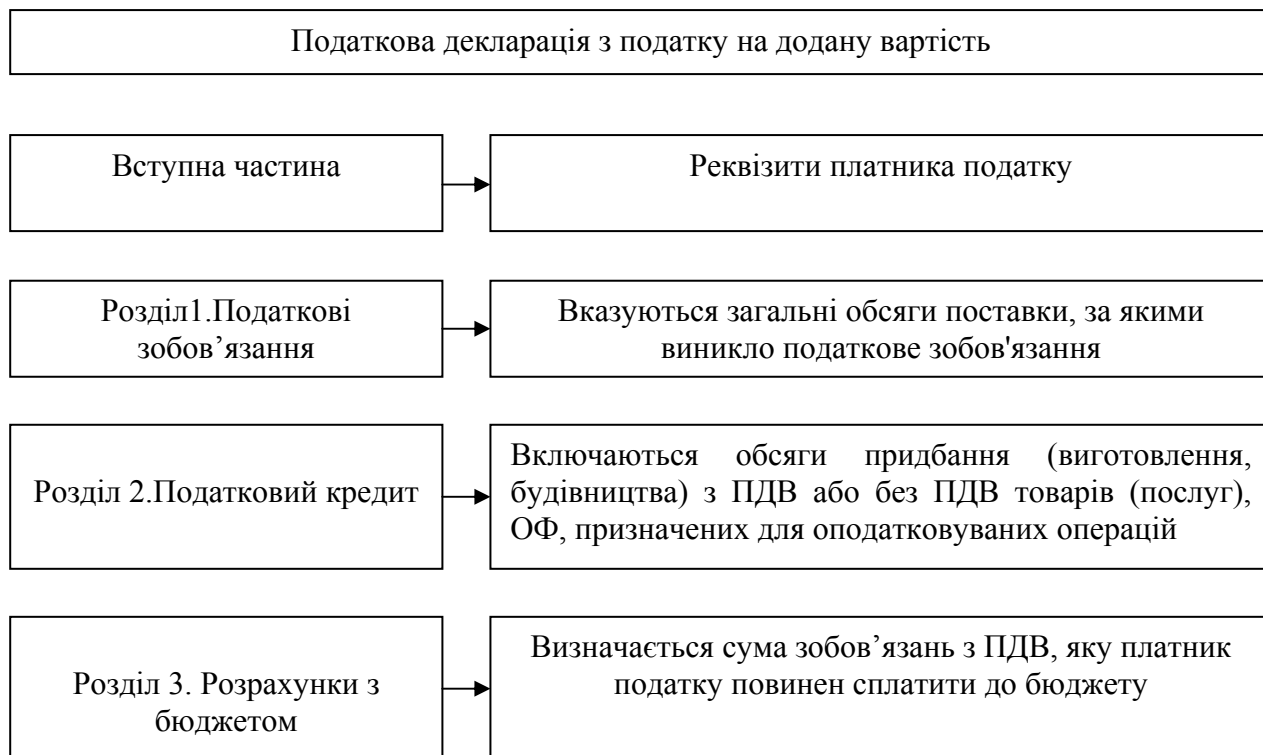 Податкова декларація з податку на додану вартість
Вступна частина
Реквізити платника податку
Розділ1.Податкові
зобов’язання
Вказуються загальні обсяги поставки, за якими
виникло податкове зобов'язання
Розділ 2.Податковий кредит
Включаються обсяги придбання (виготовлення,
будівництва) з ПДВ або без ПДВ товарів (послуг),
ОФ, призначених для оподатковуваних операцій
Розділ 3. Розрахунки з
бюджетом
Визначається сума зобов’язань з ПДВ, яку платник
податку повинен сплатити до бюджету